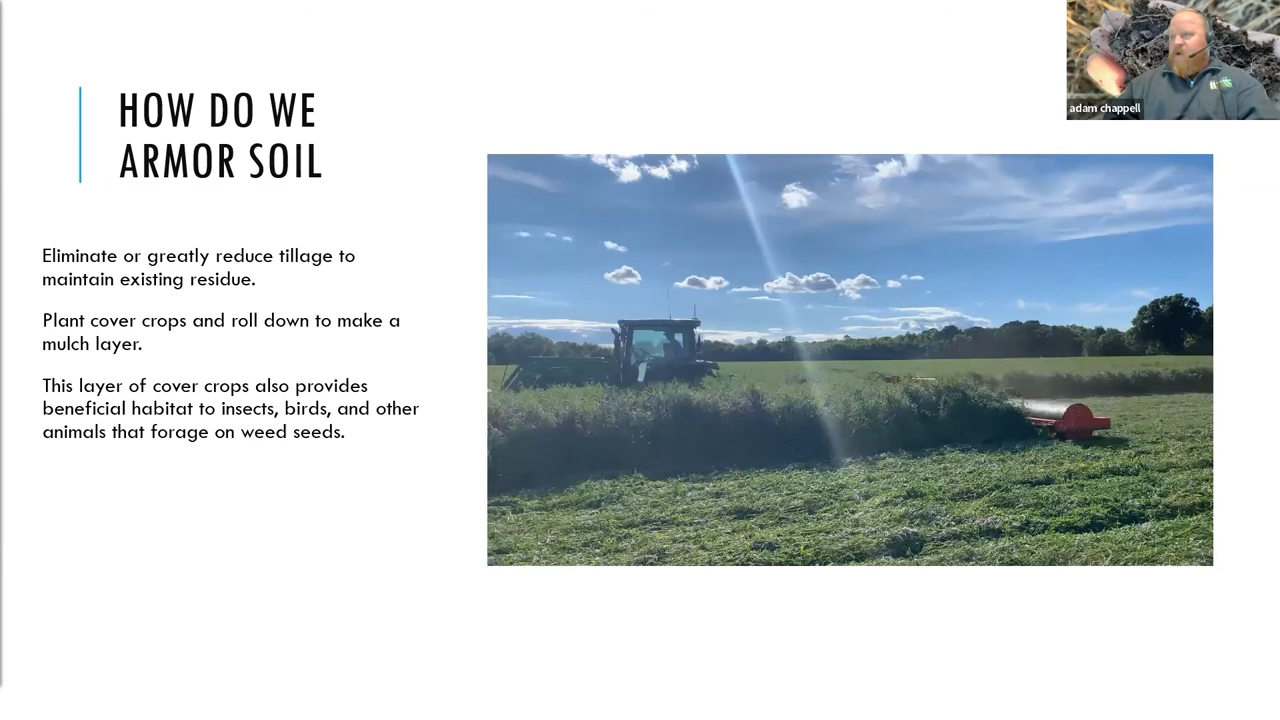 HOW DO WE
ARMOR SOIL
Eliminate or greatly reduce tillage to
maintain existing residue.
Plant cover crops and roll down to make a
mulch layer.
This layer of cover crops also provides
beneficial habitat to insects, birds, and other
animals that forage on weed seeds.
adam chappell